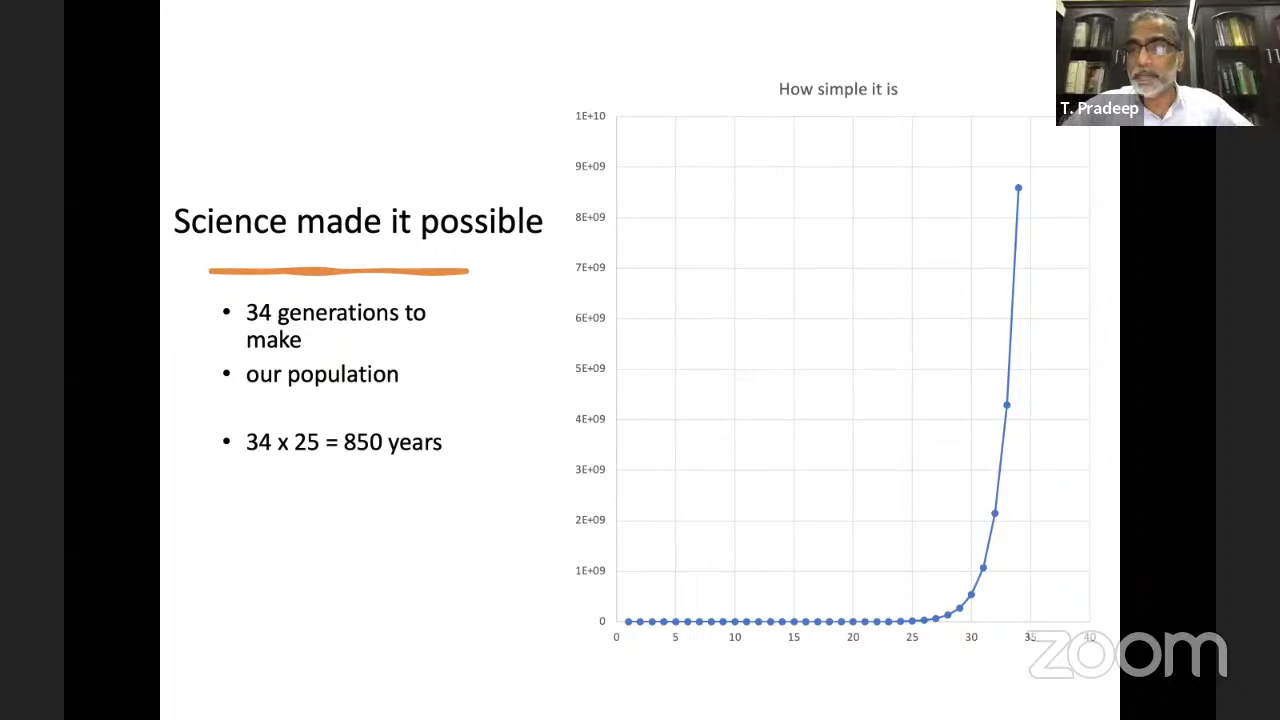 How simple it is
T. Pradeep
1E+10
9E+09
8E+09
7E+09
6E+09
5E+09
4E+09
3E+09
2E+09
1E+09
0
0 5 10 15 20 25 30 35 40
Science made it possible
• 34 generations to
make
• our population
• 34 x 25 = 850 years
zoom